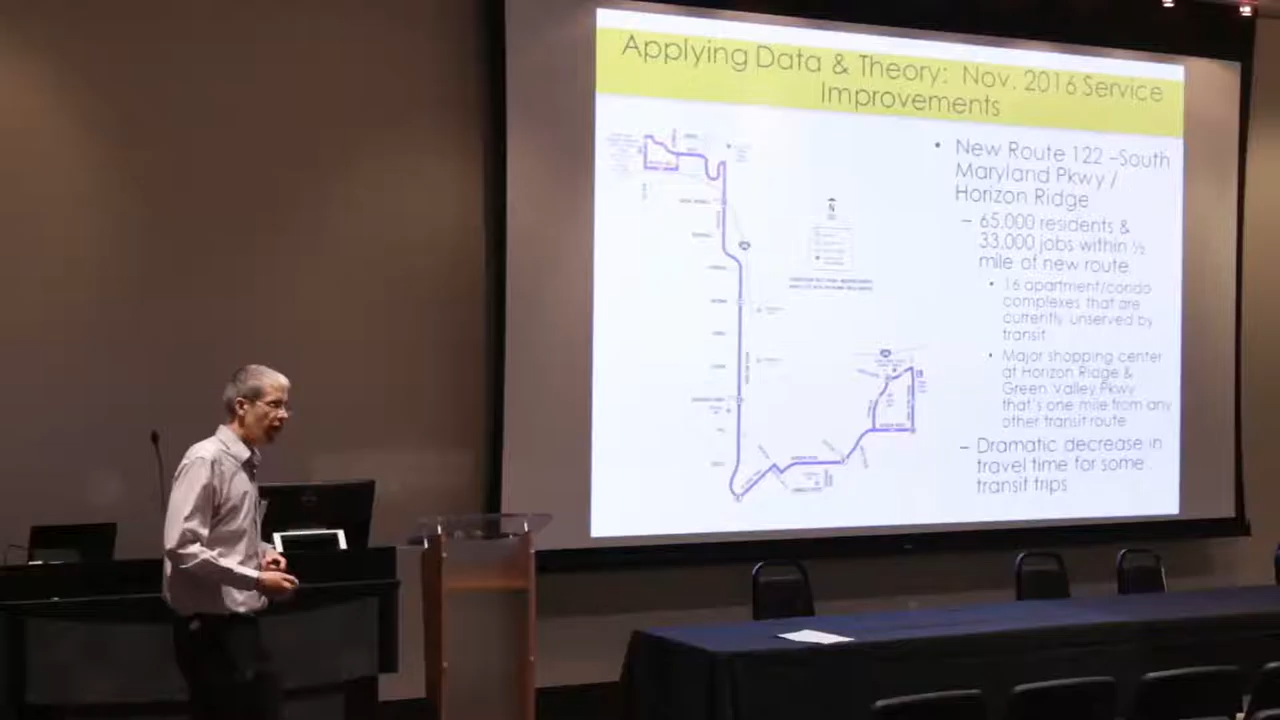 Applying Data & Theory: Nov. 2016 Service
Improvements
• New Route 122 –South
Maryland Pkwy /
Horizon Ridge
– 65,000 residents &
33,000 jobs within ½
mile of new route
• 16 apartment/condo
complexes that are
currently unserved by
transit
• Major shopping center
at Horizon Ridge &
Green Valley Pkwy
that's one mile from any
other transit route
– Dramatic decrease in
travel time for some
transit trips
N